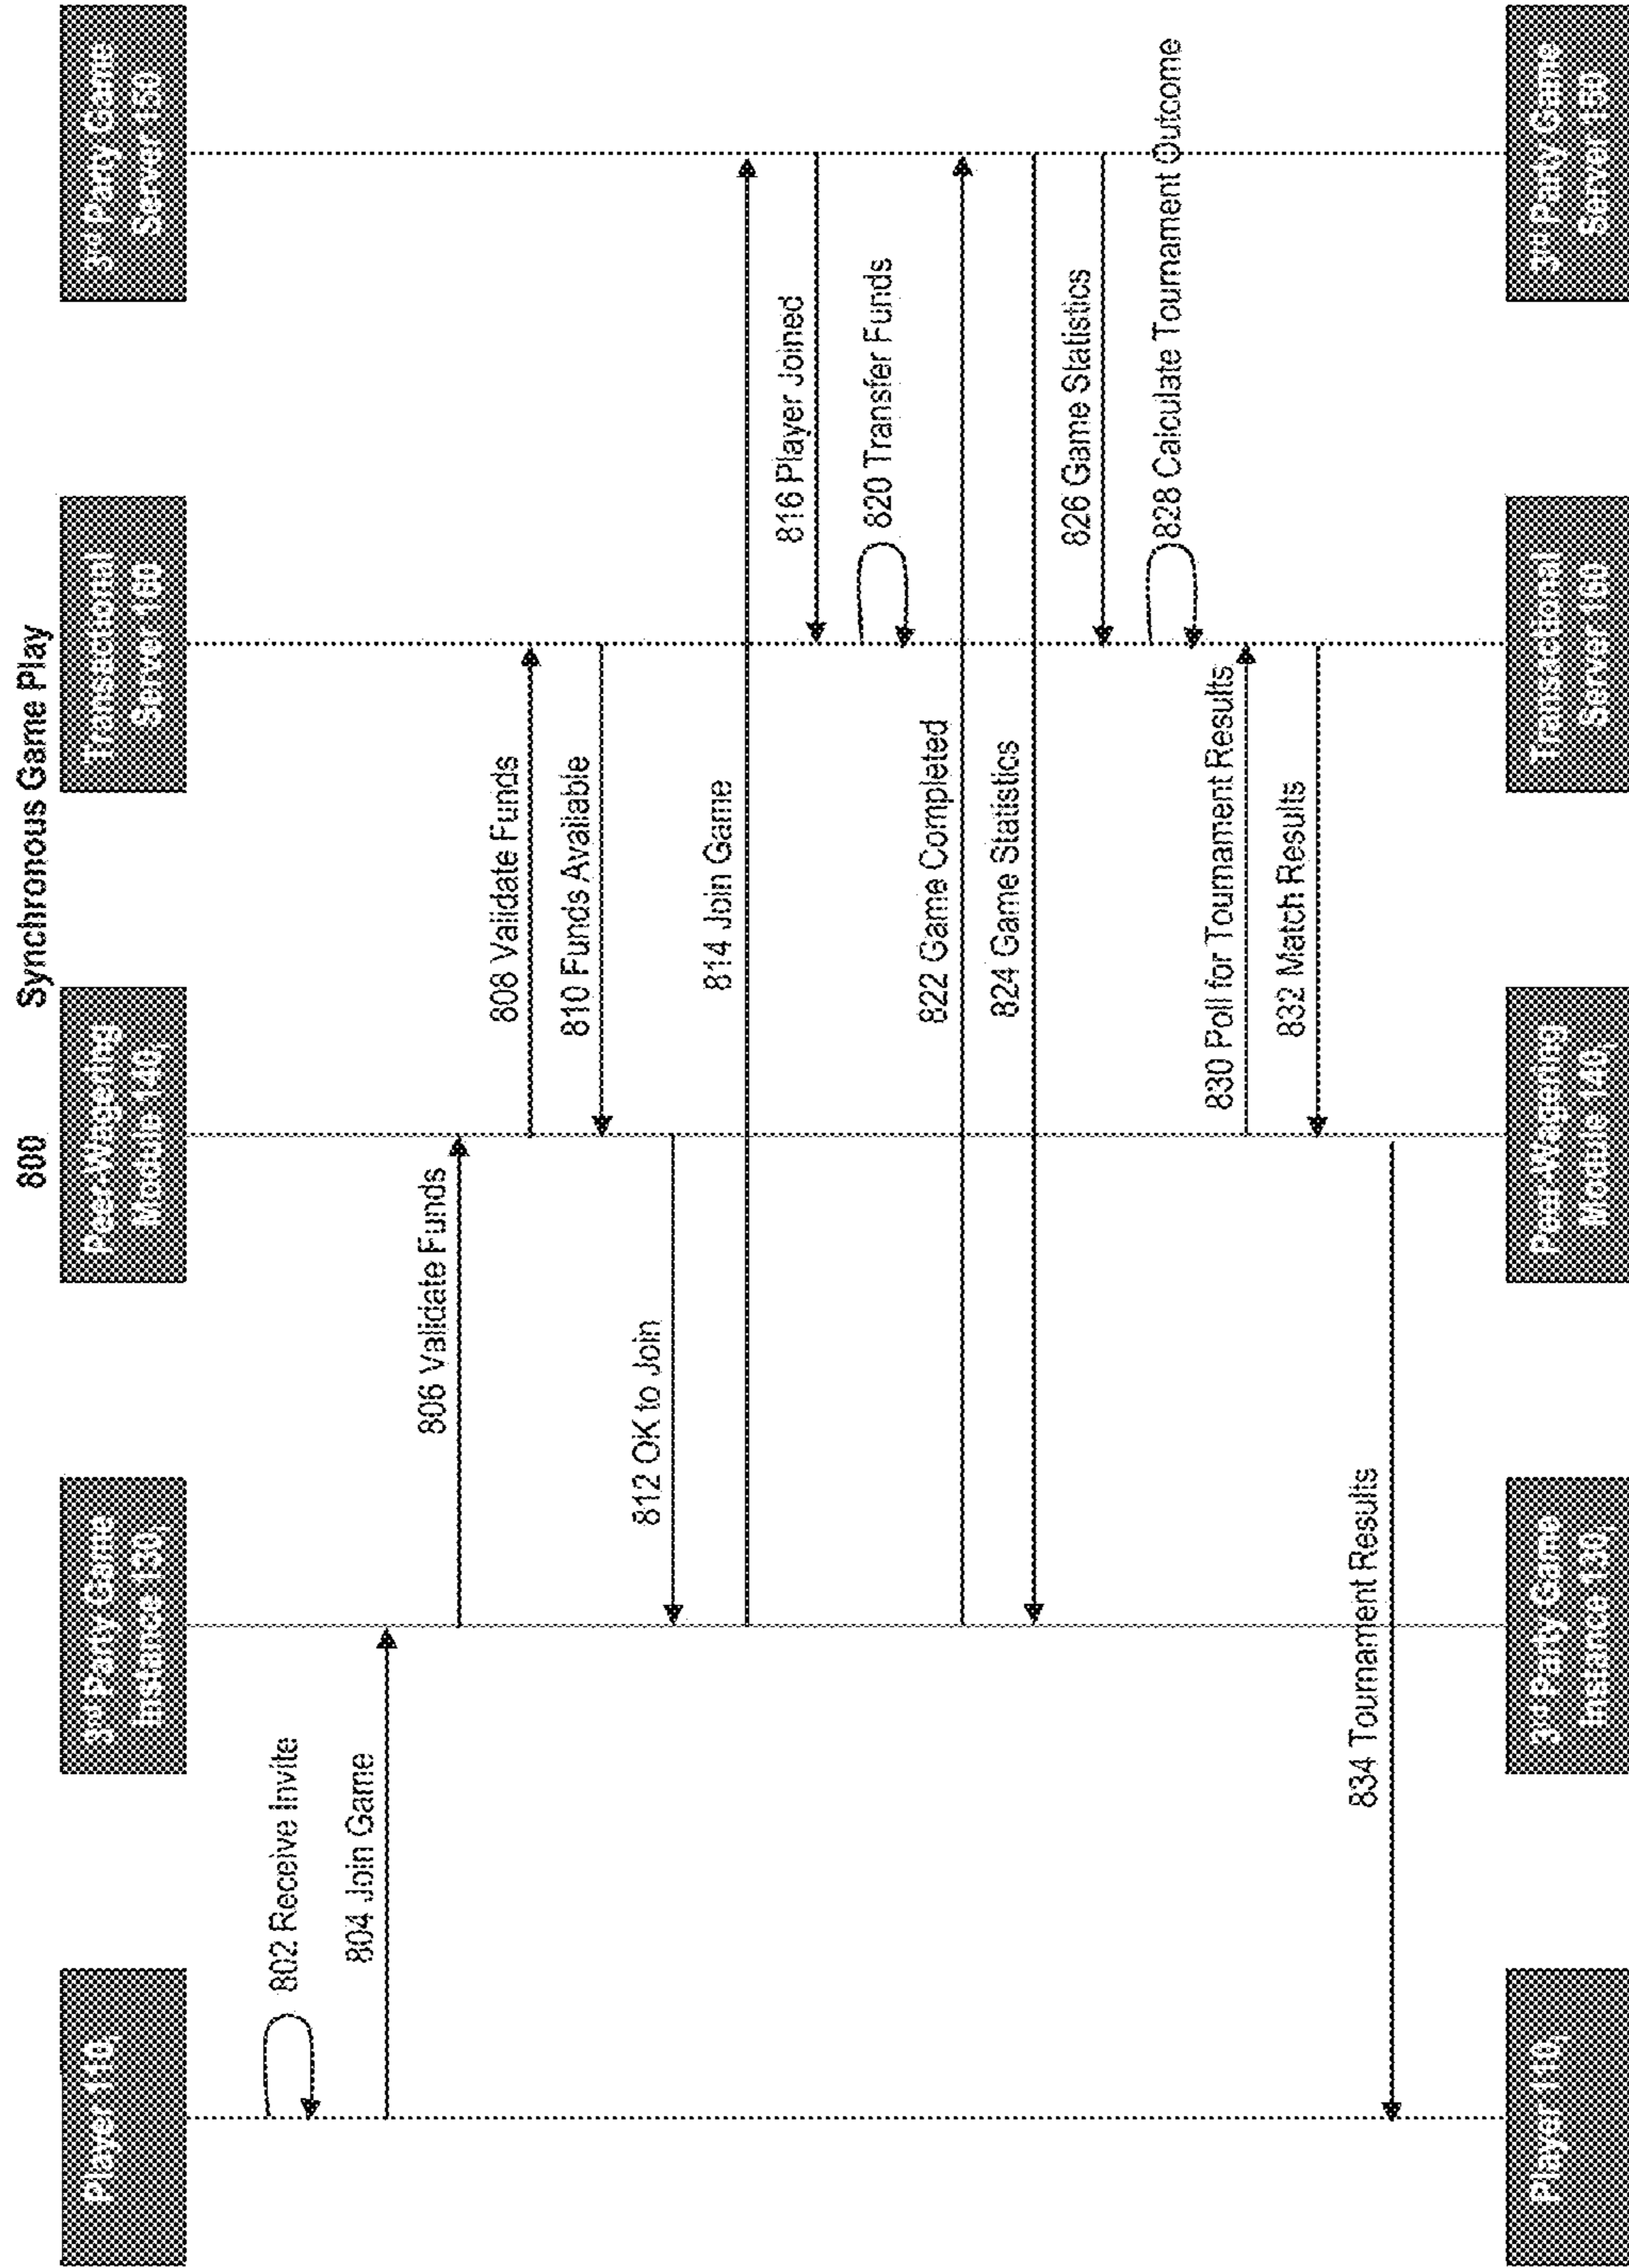 800 Synchronous Game Play
Player 110,
3rd Party Game
Instance 130,
Peer-Wagering
Module 140,
Transactional
Server 160
3rd Party Game
Server 150
802 Receive Invite
804 Join Game
806 Validate Funds
808 Validate Funds
810 Funds Available
812 OK to Join
814 Join Game
816 Player Joined
820 Transfer Funds
822 Game Completed
824 Game Statistics
826 Game Statistics
828 Calculate Tournament Outcome
830 Poll for Tournament Results
832 Match Results
834 Tournament Results
Player 110,
3rd Party Game
Instance 130,
Peer-Wagering
Module 140,
Transactional
Server 160
3rd Party Game
Server 150